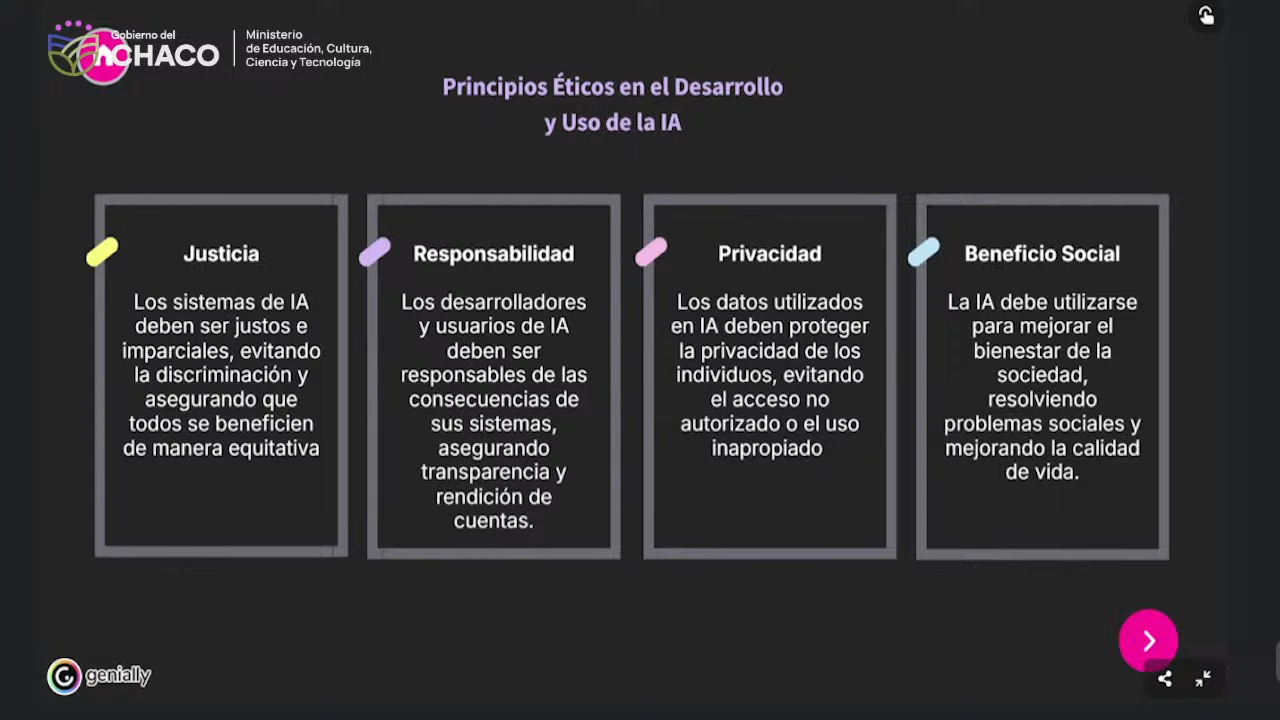 Gobierno del
CHACO
Ministerio
de Educación, Cultura,
Ciencia y Tecnología
Principios Éticos en el Desarrollo
y Uso de la IA
Justicia
Los sistemas de IA
deben ser justos e
imparciales, evitando
la discriminación y
asegurando que
todos se beneficien
de manera equitativa
Responsabilidad
Los desarrolladores
y usuarios de IA
deben ser
responsables de las
consecuencias de
sus sistemas,
asegurando
transparencia y
rendición de
cuentas.
Privacidad
Los datos utilizados
en IA deben proteger
la privacidad de los
individuos, evitando
el acceso no
autorizado o el uso
inapropiado
Beneficio Social
La IA debe utilizarse
para mejorar el
bienestar de la
sociedad,
resolviendo
problemas sociales y
mejorando la calidad
de vida.
genially